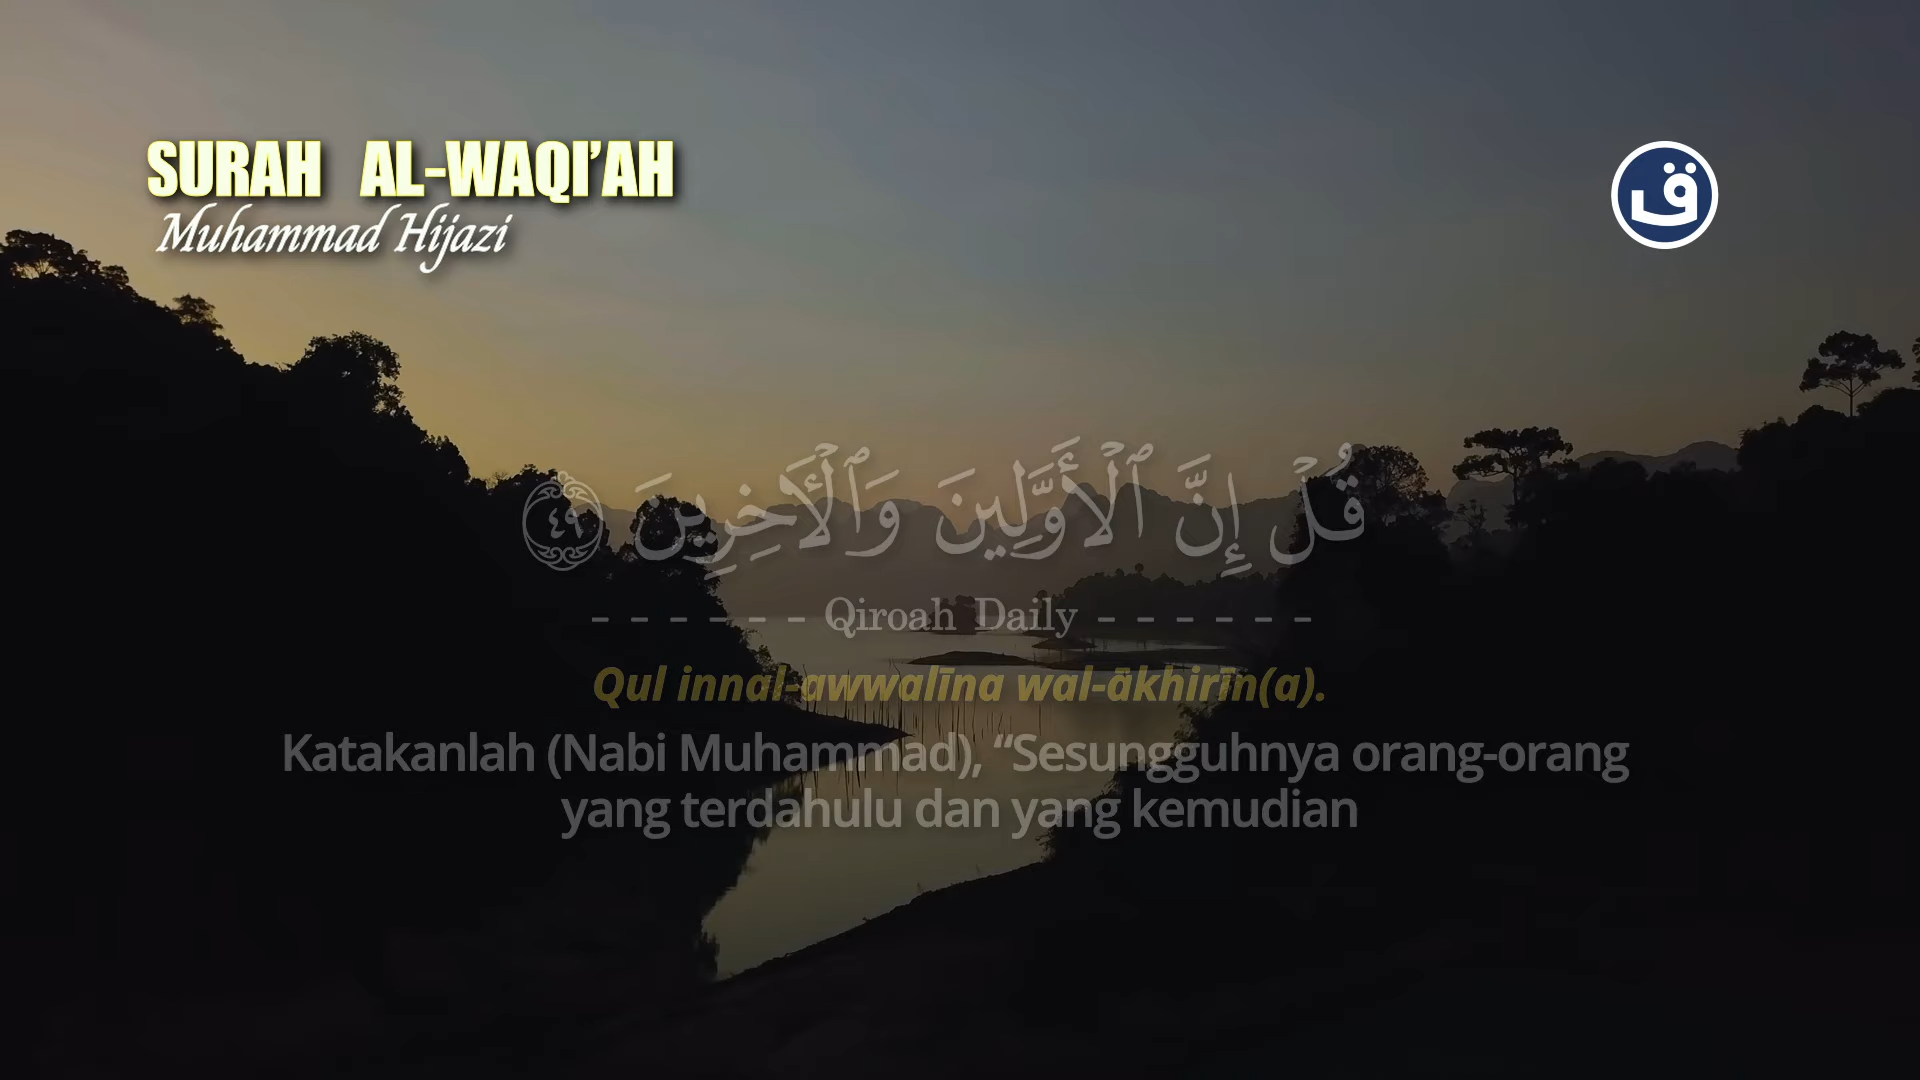 SURAH AL-WAQI’AH
Muhammad Hijazi
ق
قُلْ إِنَّ ٱلْأَوَّلِينَ وَٱلْـَٔاخِرِينَ ٤٩
- - - - - - Qiroah Daily - - - - - -
Qul innal-awwalīna wal-ākhirīn(a).
Katakanlah (Nabi Muhammad), “Sesungguhnya orang-orang
yang terdahulu dan yang kemudian